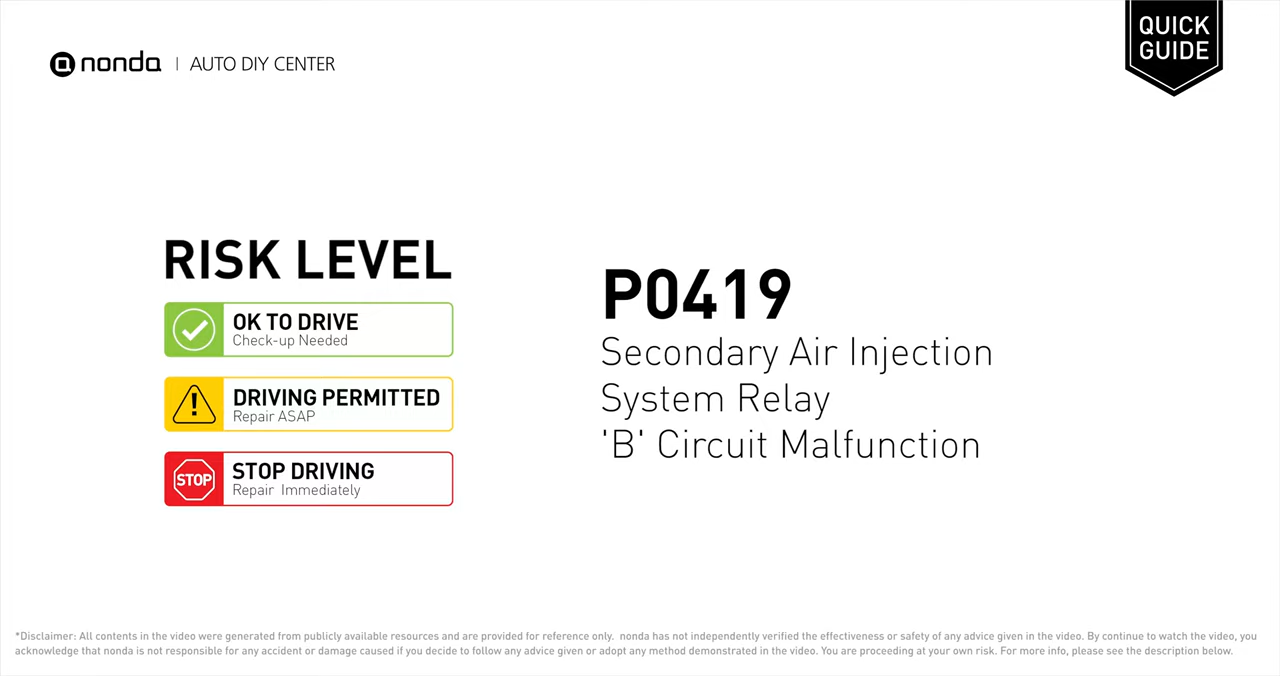 nonda | AUTO DIY CENTER
QUICK
GUIDE
RISK LEVEL
OK TO DRIVE
Check-up Needed
DRIVING PERMITTED
Repair ASAP
STOP
STOP DRIVING
Repair Immediately
P0419
Secondary Air Injection
System Relay
'B' Circuit Malfunction
*Disclaimer: All contents in the video were generated from publicly available resources and are provided for reference only. nonda has not independently verified the effectiveness or safety of any advice given in the video. By continue to watch the video, you
acknowledge that nonda is not responsible for any accident or damage caused if you decide to follow any advice given or adopt any method demonstrated in the video. You are proceeding at your own risk. For more info, please see the description below.